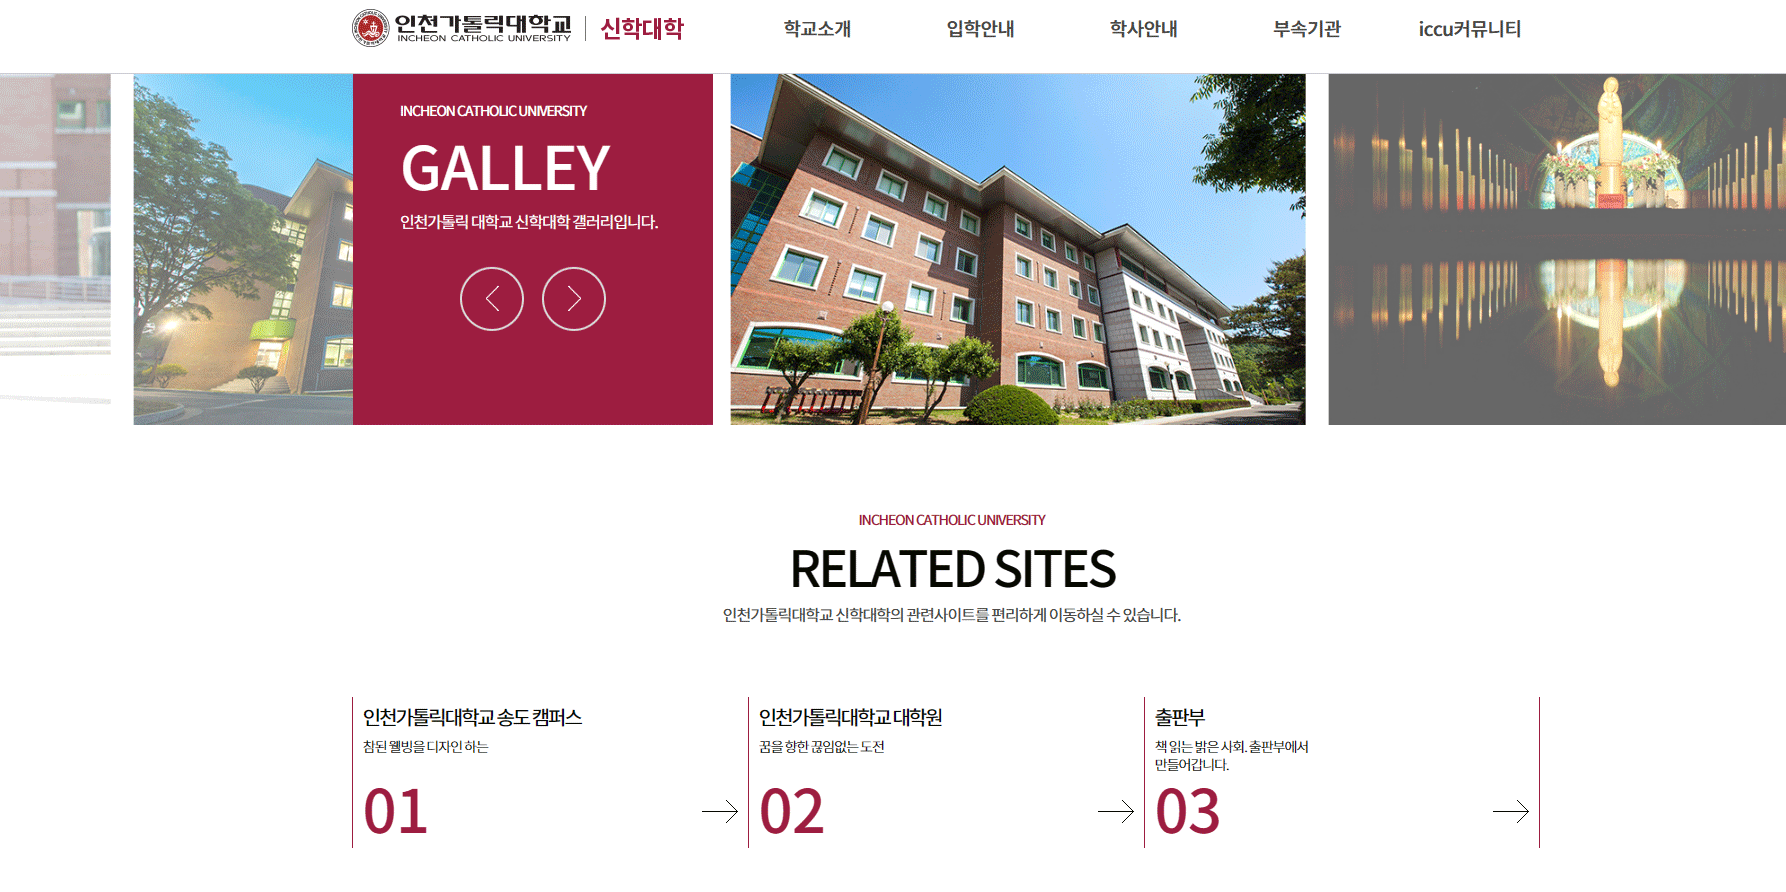 인천가톨릭대학교
INCHEON CATHOLIC UNIVERSITY
신학대학
학교소개
입학안내
학사안내
부속기관
iccu커뮤니티
INCHEON CATHOLIC UNIVERSITY
GALLEY
인천가톨릭 대학교 신학대학 갤러리입니다.
INCHEON CATHOLIC UNIVERSITY
RELATED SITES
인천가톨릭대학교 신학대학의 관련사이트를 편리하게 이동하실 수 있습니다.
인천가톨릭대학교 송도 캠퍼스
참된 웰빙을 디자인 하는
01
인천가톨릭대학교 대학원
꿈을 향한 끊임없는 도전
02
출판부
책 읽는 밝은 사회. 출판부에서
만들어갑니다.
03